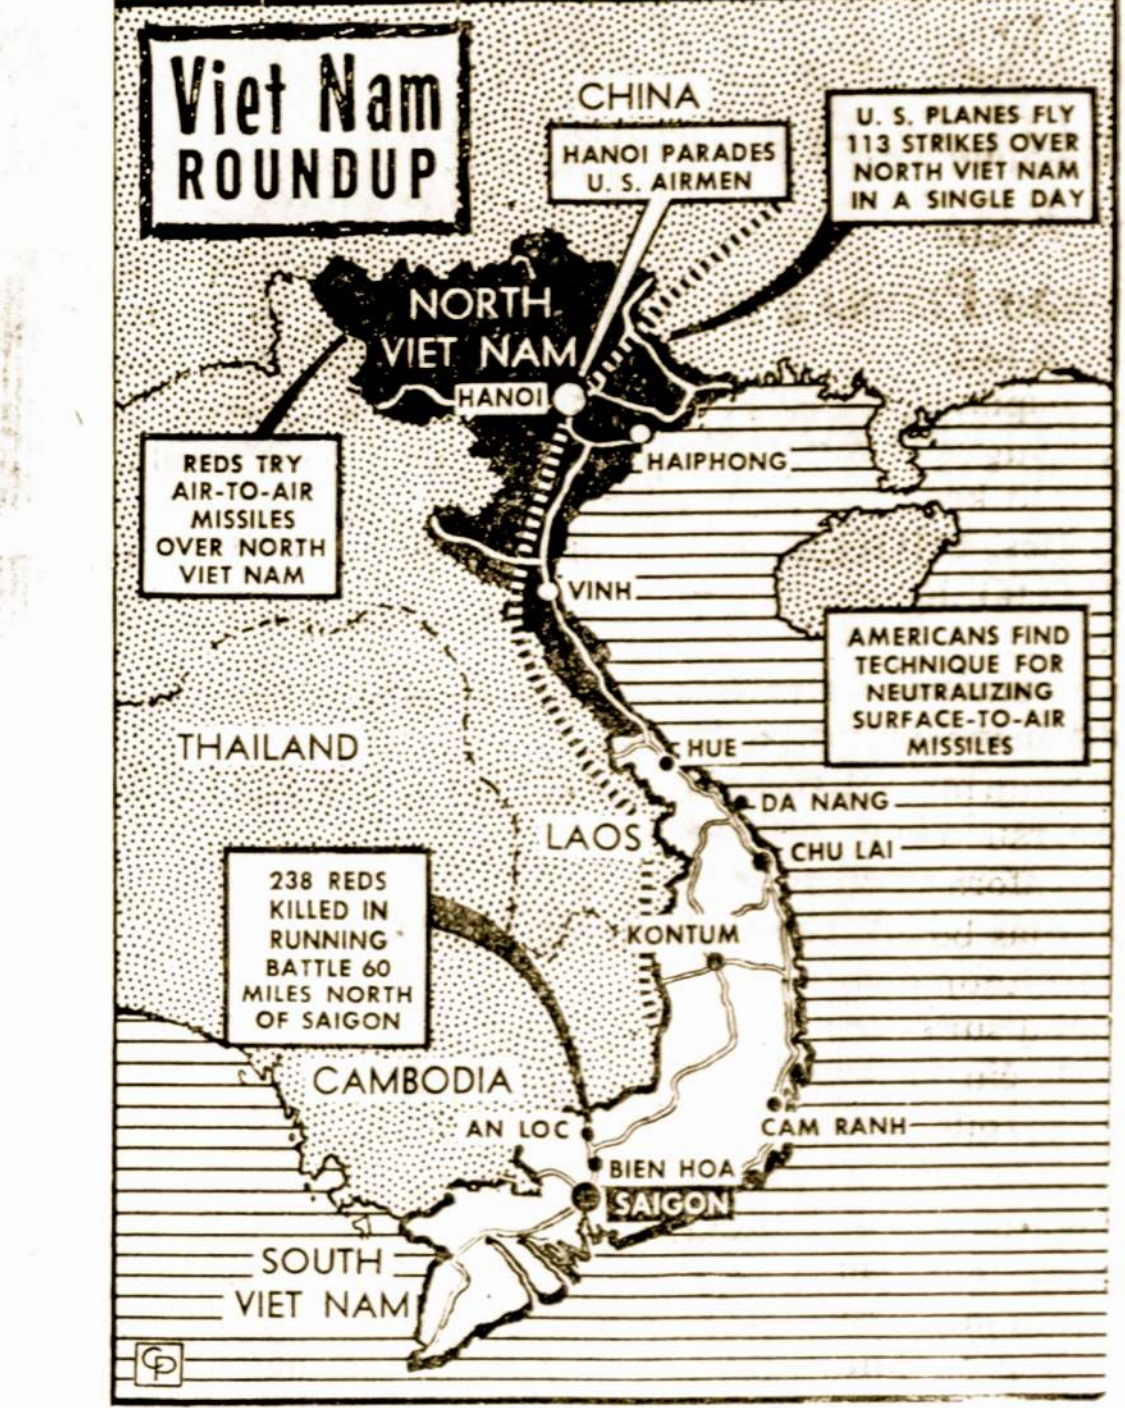 Viet Nam
ROUNDUP
CHINA
HANOI PARADES
U. S. AIRMEN
U. S. PLANES FLY
113 STRIKES OVER
NORTH VIET NAM
IN A SINGLE DAY
NORTH
VIET NAM
HANOI
HAIPHONG
REDS TRY
AIR-TO-AIR
MISSILES
OVER NORTH
VIET NAM
VINH
AMERICANS FIND
TECHNIQUE FOR
NEUTRALIZING
SURFACE-TO-AIR
MISSILES
THAILAND
HUE
DA NANG
LAOS
CHU LAI
238 REDS
KILLED IN
RUNNING
BATTLE 60
MILES NORTH
OF SAIGON
KONTUM
CAMBODIA
AN LOC
CAM RANH
BIEN HOA
SAIGON
SOUTH
VIET NAM
CP